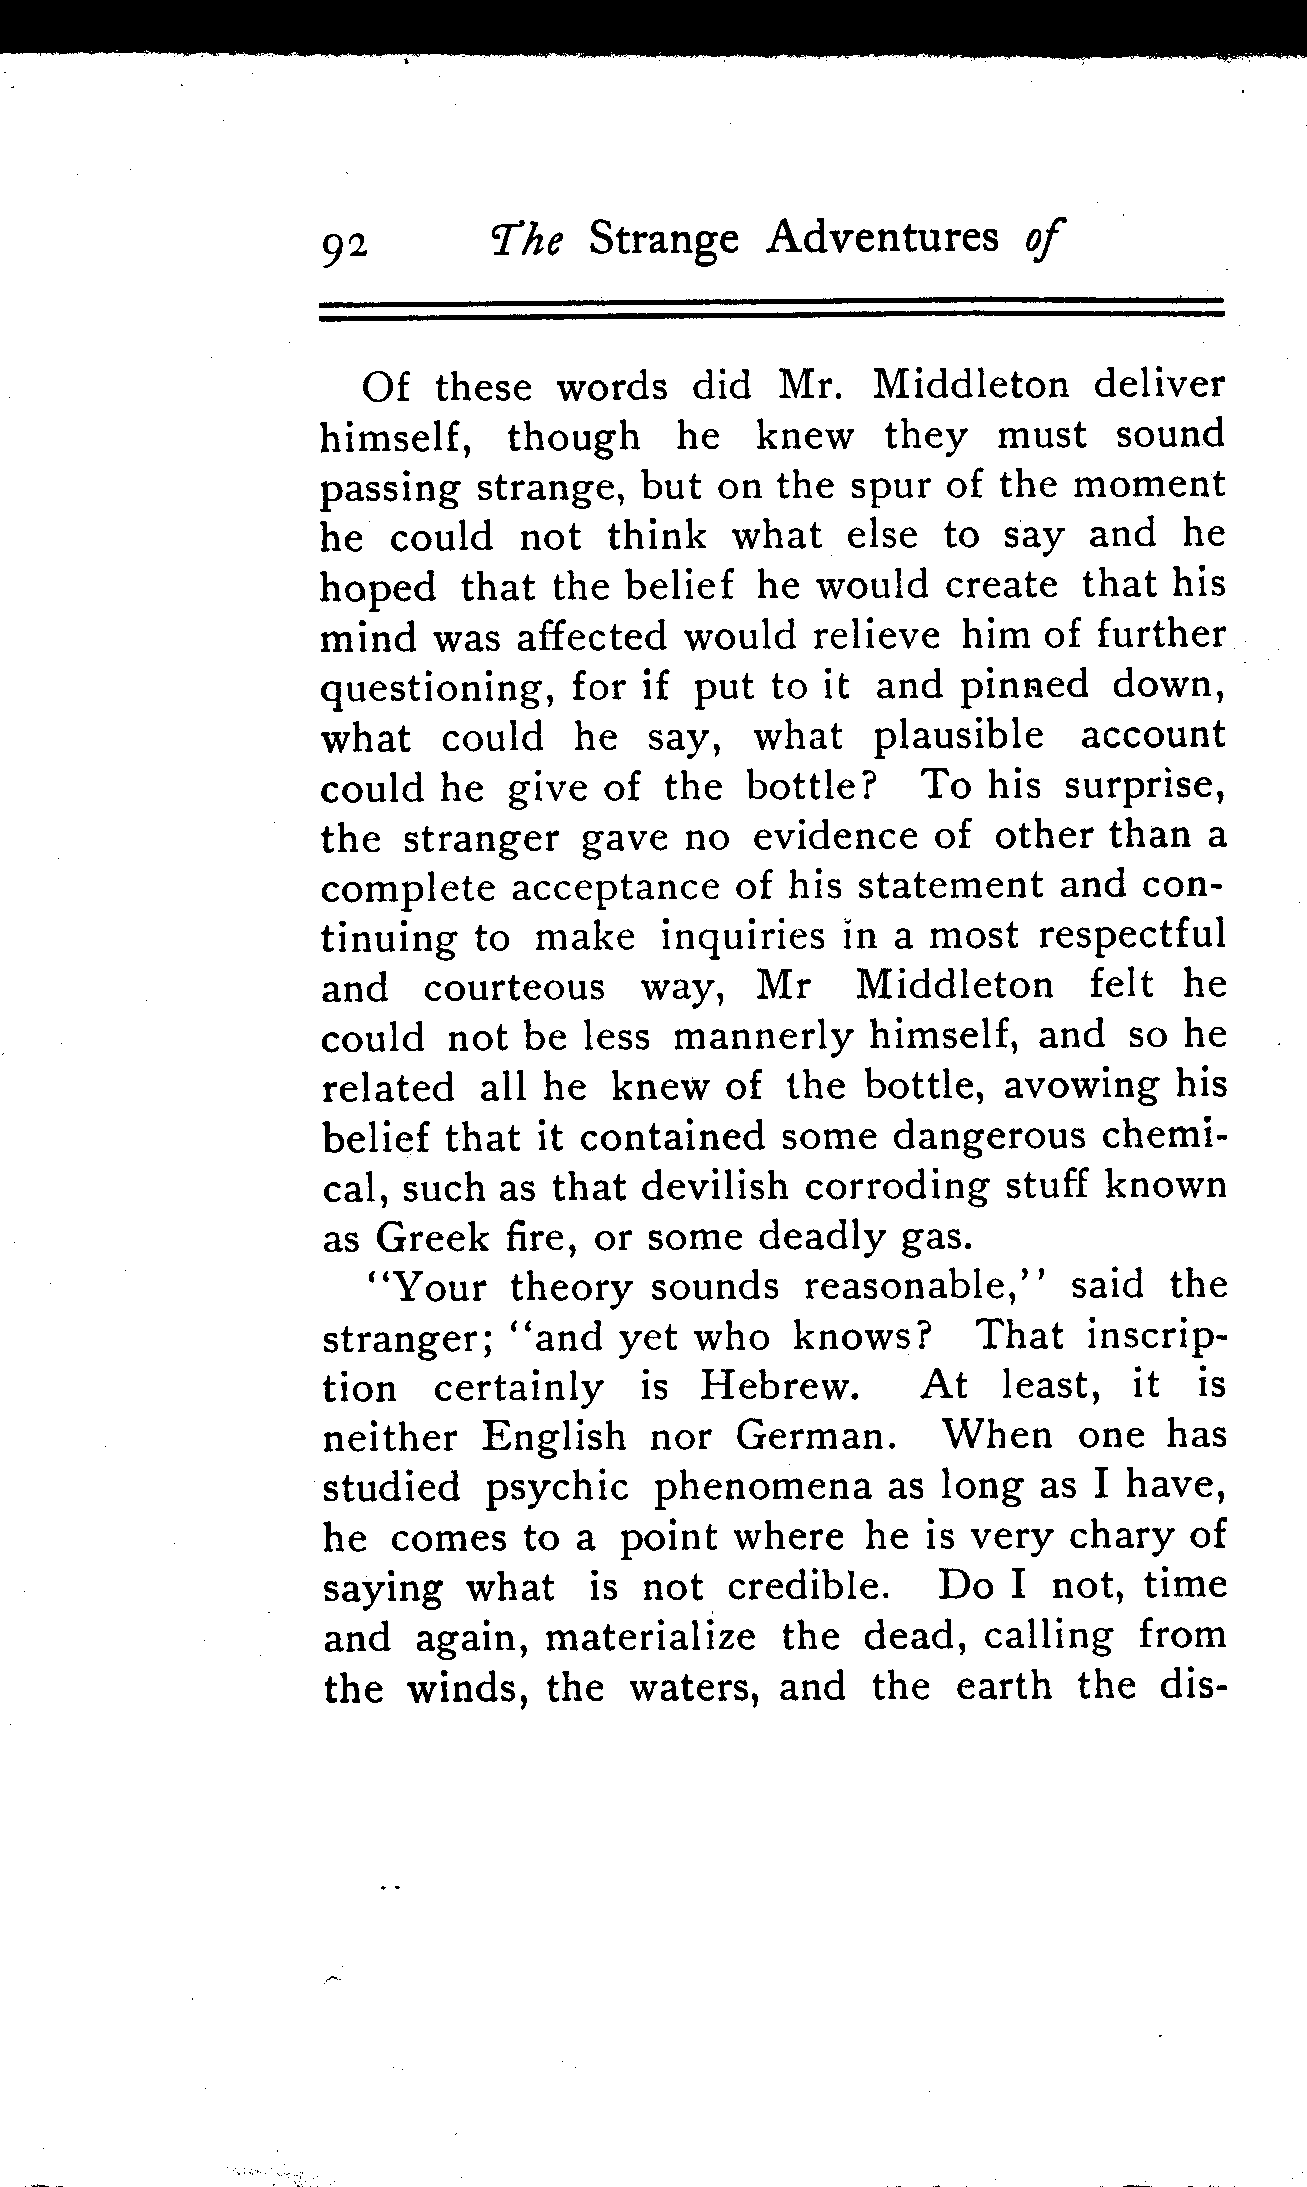 92 The Strange Adventures of
Of these words did Mr. Middleton deliver
himself, though he knew they must sound
passing strange, but on the spur of the moment
he could not think what else to say and he
hoped that the belief he would create that his
mind was affected would relieve him of further
questioning, for if put to it and pinned down,
what could he say, what plausible account
could he give of the bottle? To his surprise,
the stranger gave no evidence of other than a
complete acceptance of his statement and con-
tinuing to make inquiries in a most respectful
and courteous way, Mr Middleton felt he
could not be less mannerly himself, and so he
related all he knew of the bottle, avowing his
belief that it contained some dangerous chemi-
cal, such as that devilish corroding stuff known
as Greek fire, or some deadly gas.
"Your theory sounds reasonable," said the
stranger; "and yet who knows? That inscrip-
tion certainly is Hebrew. At least, it is
neither English nor German. When one has
studied psychic phenomena as long as I have,
he comes to a point where he is very chary of
saying what is not credible. Do I not, time
and again, materialize the dead, calling from
the winds, the waters, and the earth the dis-